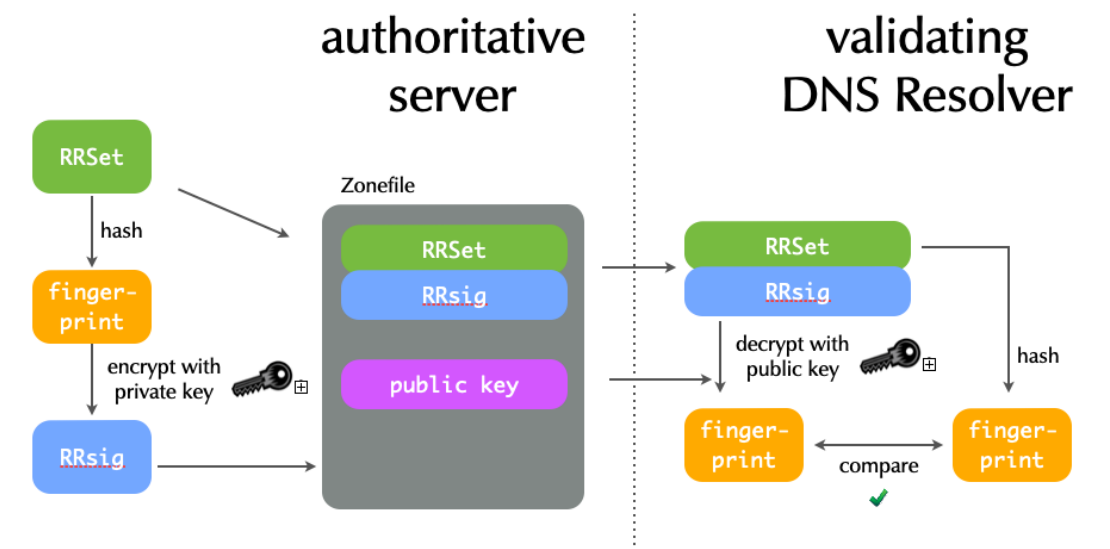 authoritative
server
validating
DNS Resolver
RRSet
hash
finger-
print
encrypt with
private key
RRsig
Zonefile
RRSet
RRsig
public key
RRSet
RRsig
decrypt with
public key
hash
finger-
print
compare
finger-
print